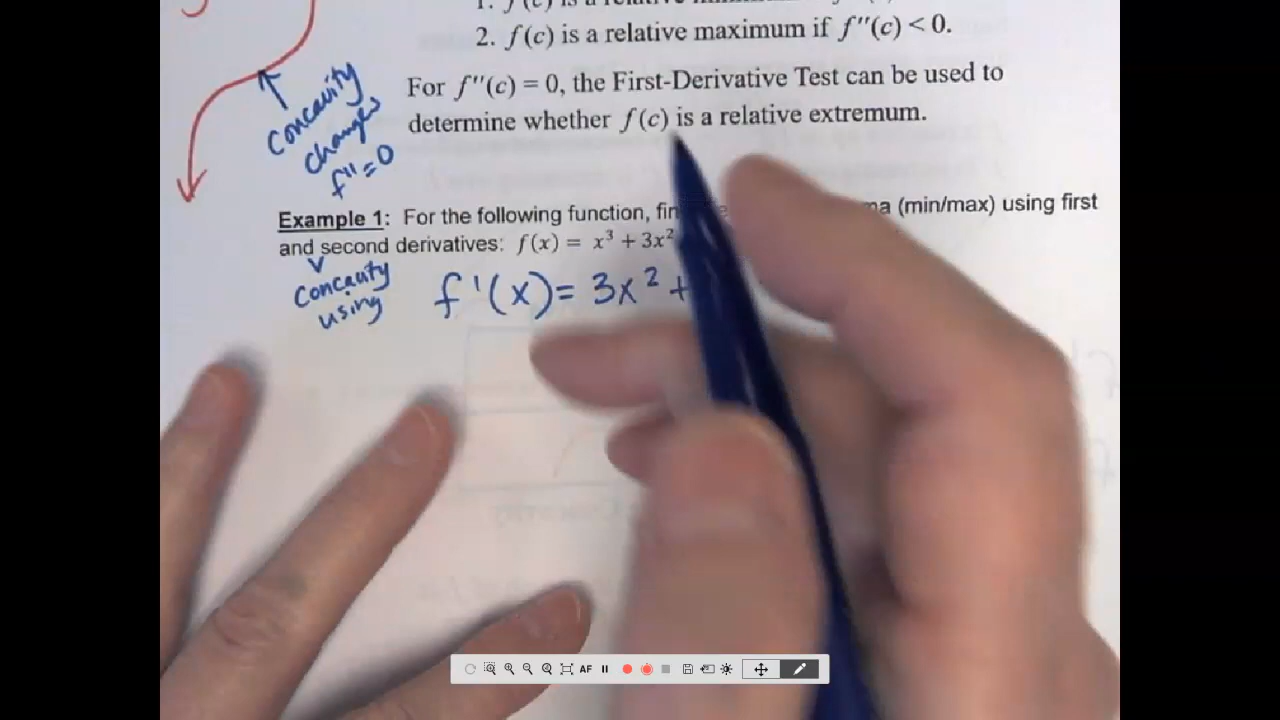 2. f(c) is a relative maximum if f''(c) < 0.
For f''(c) = 0, the First-Derivative Test can be used to
determine whether f(c) is a relative extremum.
Concavity
changes
f'' = 0
Example 1: For the following function, (min/max) using first
and second derivatives: f(x) = x³ + 3x²
Concavity
using
f'(x) = 3x² +
AF